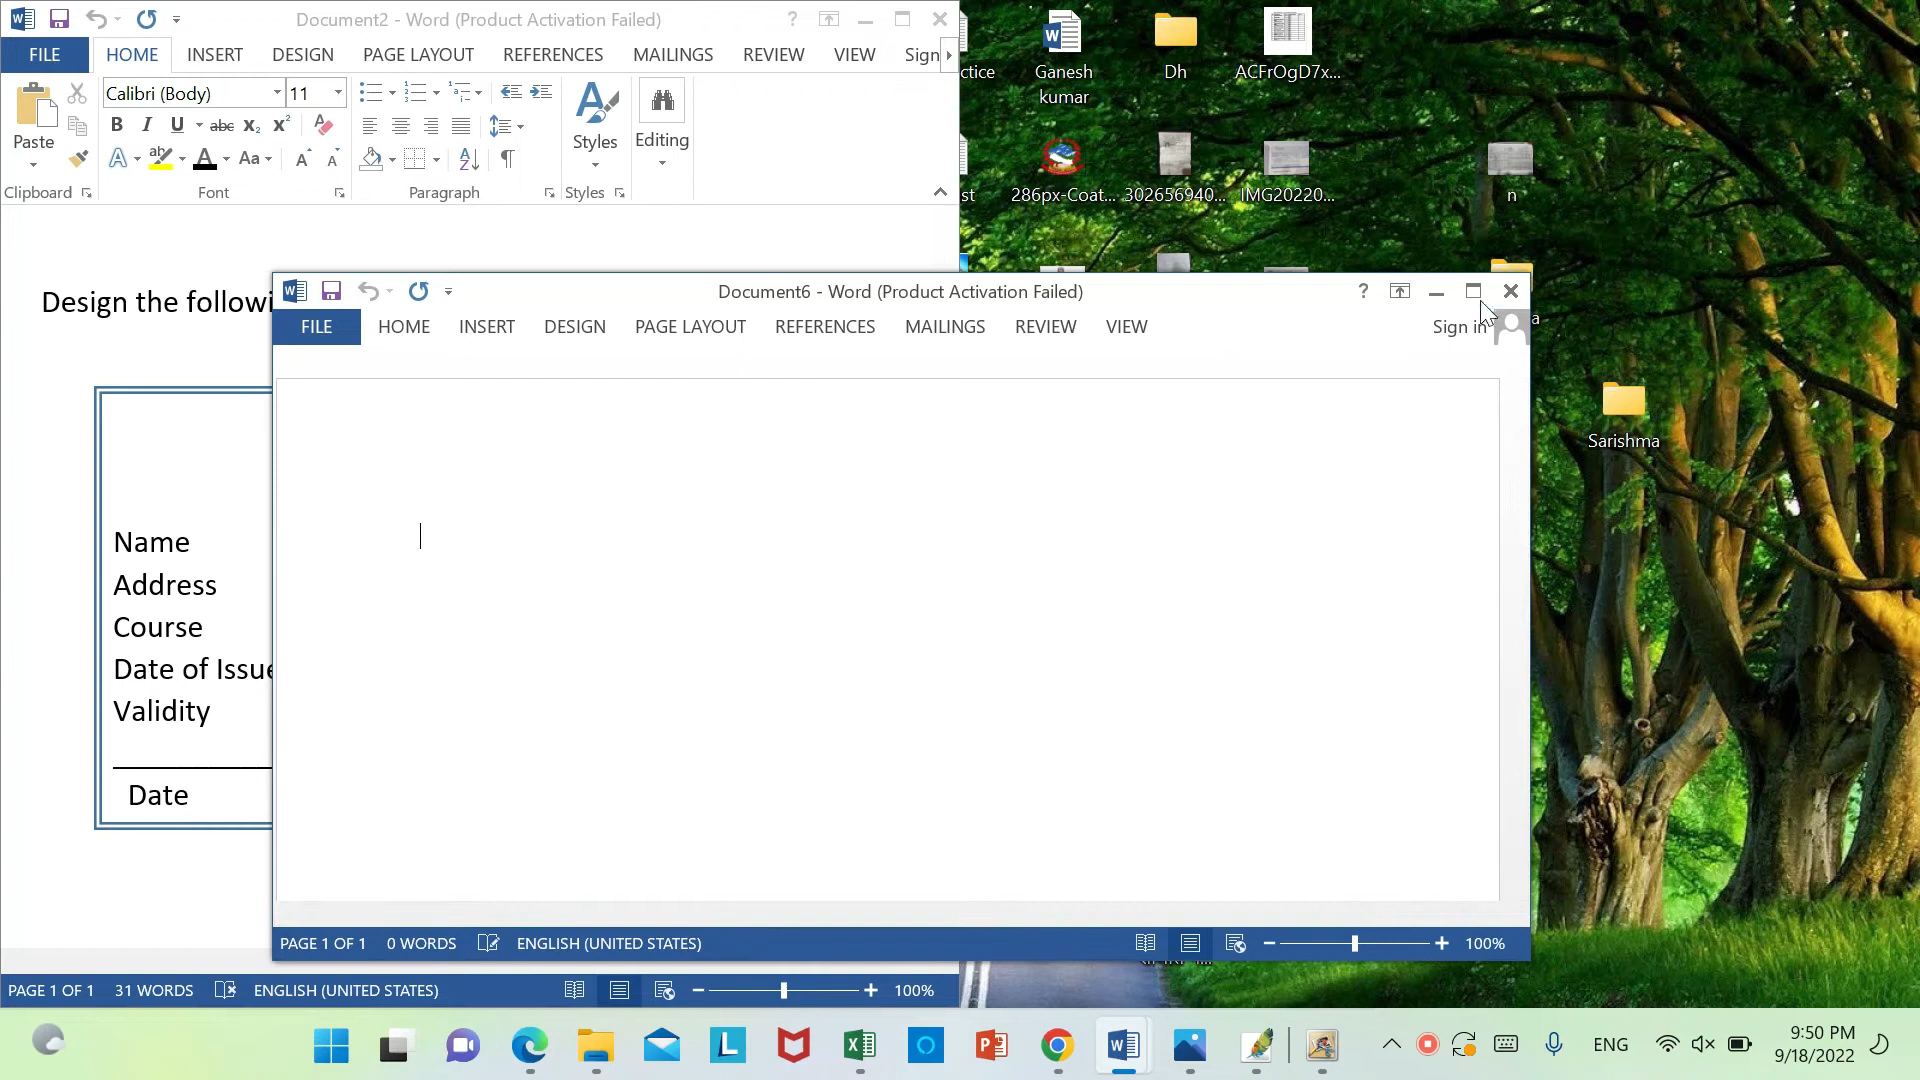 Document2 - Word (Product Activation Failed)
FILE HOME INSERT DESIGN PAGE LAYOUT REFERENCES MAILINGS REVIEW VIEW Sign
Calibri (Body) 11
Paste
Styles
Editing
Clipboard Font Paragraph Styles
ctice
Ganesh kumar
Dh
ACFrOgD7x...
st
286px-Coat...
302656940...
IMG20220...
n
a
Sarishma
Design the followi
Name
Address
Course
Date of Issue
Validity
Date
PAGE 1 OF 1 31 WORDS ENGLISH (UNITED STATES) 100%
Document6 - Word (Product Activation Failed)
FILE HOME INSERT DESIGN PAGE LAYOUT REFERENCES MAILINGS REVIEW VIEW Sign in
PAGE 1 OF 1 0 WORDS ENGLISH (UNITED STATES) 100%
ENG
9:50 PM
9/18/2022